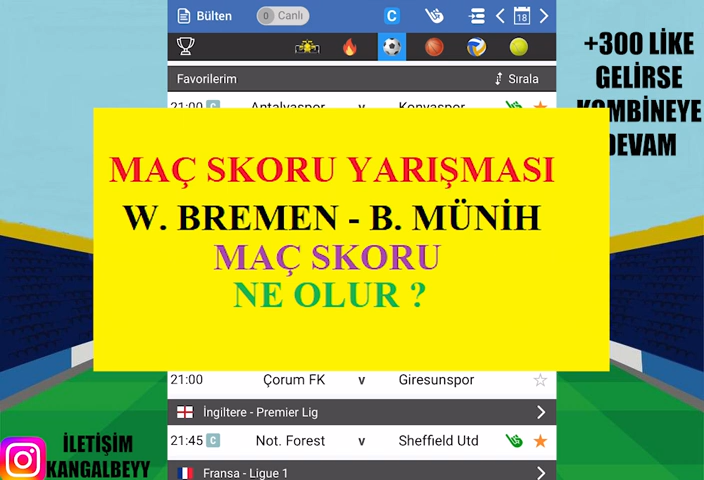 Bülten
0 Canlı
C
18
Favorilerim
Sırala
21:00 C Antalyaspor v Konyaspor
MAÇ SKORU YARIŞMASI
W. BREMEN - B. MÜNİH
MAÇ SKORU
NE OLUR ?
21:00 Çorum FK v Giresunspor
İngiltere - Premier Lig
21:45 C Not. Forest v Sheffield Utd
Fransa - Ligue 1
+300 LİKE
GELİRSE
KOMBİNEYE
DEVAM
İLETİŞİM
KANGALBEYY